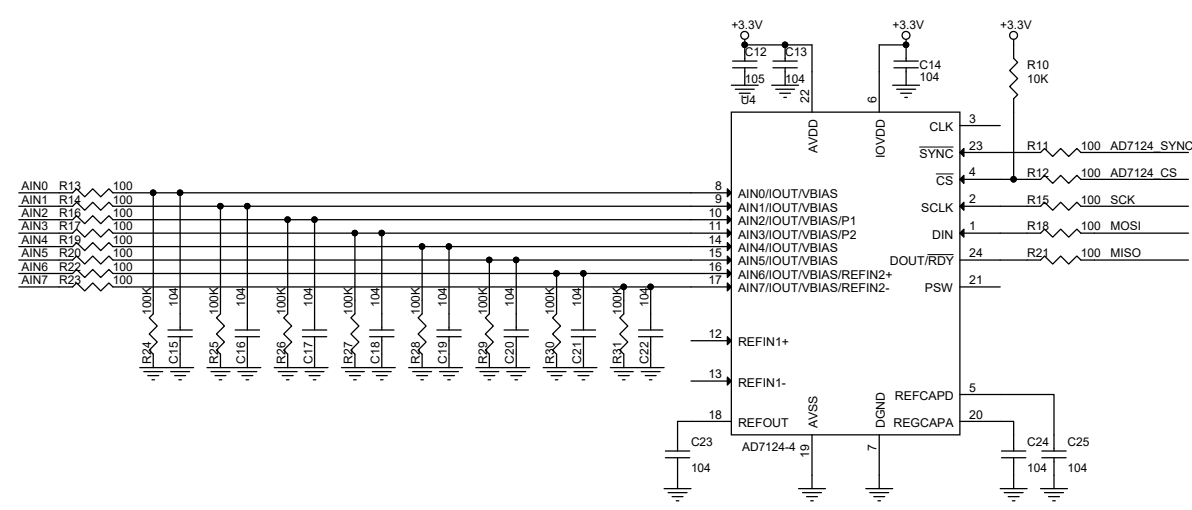 +3.3V
+3.3V
+3.3V
C12
C13
105
104
C14
104
R10
10K
U4
22
6
AVDD
IOVDD
CLK
3
SYNC
23
R11
100
AD7124_SYNC
CS
4
R12
100
AD7124_CS
SCLK
2
R15
100
SCK
DIN
1
R18
100
MOSI
DOUT/RDY
24
R21
100
MISO
PSW
21
AIN0 R13 100
AIN1 R14 100
AIN2 R16 100
AIN3 R17 100
AIN4 R19 100
AIN5 R20 100
AIN6 R22 100
AIN7 R23 100
8 AIN0/IOUT/VBIAS
9 AIN1/IOUT/VBIAS
10 AIN2/IOUT/VBIAS/P1
11 AIN3/IOUT/VBIAS/P2
14 AIN4/IOUT/VBIAS
15 AIN5/IOUT/VBIAS
16 AIN6/IOUT/VBIAS/REFIN2+
17 AIN7/IOUT/VBIAS/REFIN2-
R24 100K
C15 104
R25 100K
C16 104
R26 100K
C17 104
R27 100K
C18 104
R28 100K
C19 104
R29 100K
C20 104
R30 100K
C21 104
R31 100K
C22 104
12 REFIN1+
13 REFIN1-
18 REFOUT
AVSS
DGND
REFCAPD
5
REGCAPA
20
AD7124-4
19
7
C23
104
C24
104
C25
104